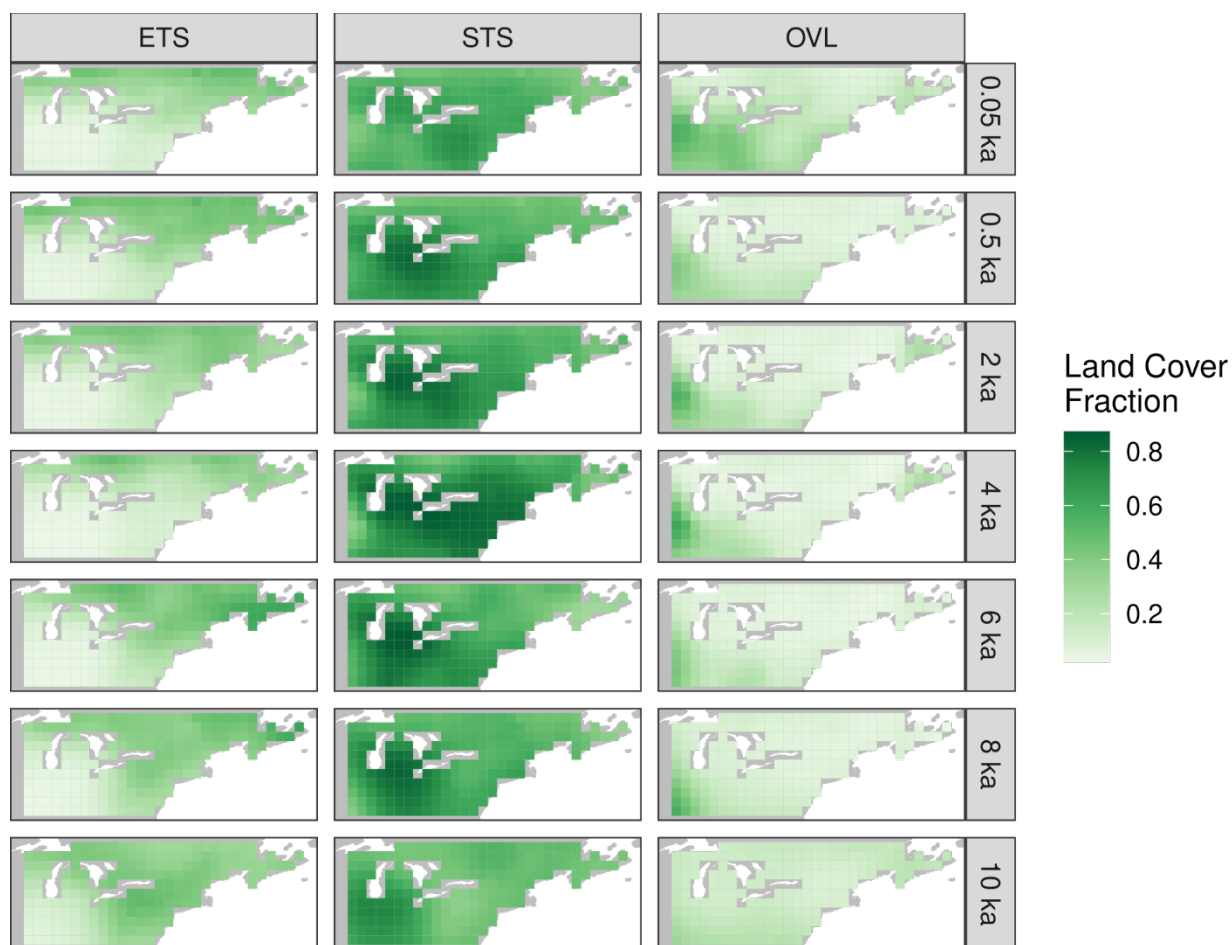 ETS STS OVL
0.05 ka
0.5 ka
2 ka
4 ka
6 ka
8 ka
10 ka
Land Cover
Fraction
0.8
0.6
0.4
0.2